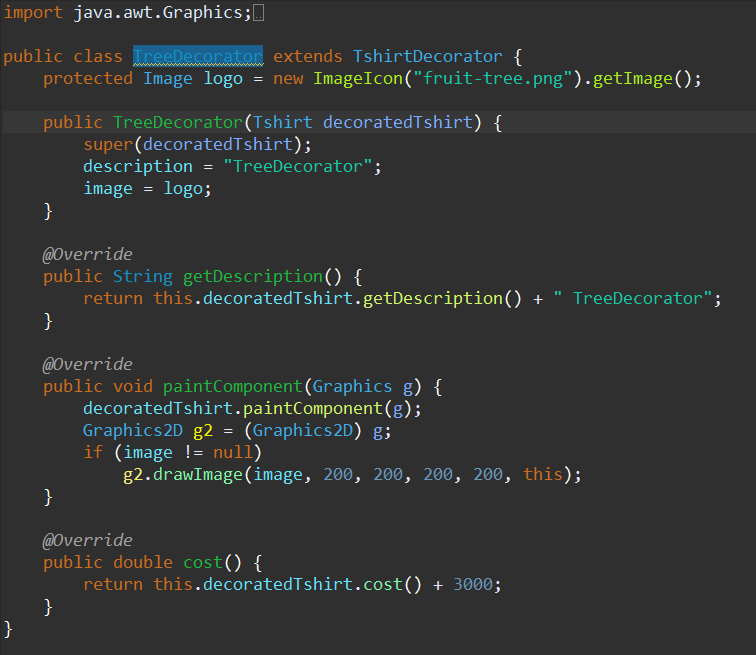 import java.awt.Graphics;
public class TreeDecorator extends TshirtDecorator {
    protected Image logo = new ImageIcon("fruit-tree.png").getImage();
    public TreeDecorator(Tshirt decoratedTshirt) {
        super(decoratedTshirt);
        description = "TreeDecorator";
        image = logo;
    }
    @Override
    public String getDescription() {
        return this.decoratedTshirt.getDescription() + " TreeDecorator";
    }
    @Override
    public void paintComponent(Graphics g) {
        decoratedTshirt.paintComponent(g);
        Graphics2D g2 = (Graphics2D) g;
        if (image != null)
            g2.drawImage(image, 200, 200, 200, 200, this);
    }
    @Override
    public double cost() {
        return this.decoratedTshirt.cost() + 3000;
    }
}